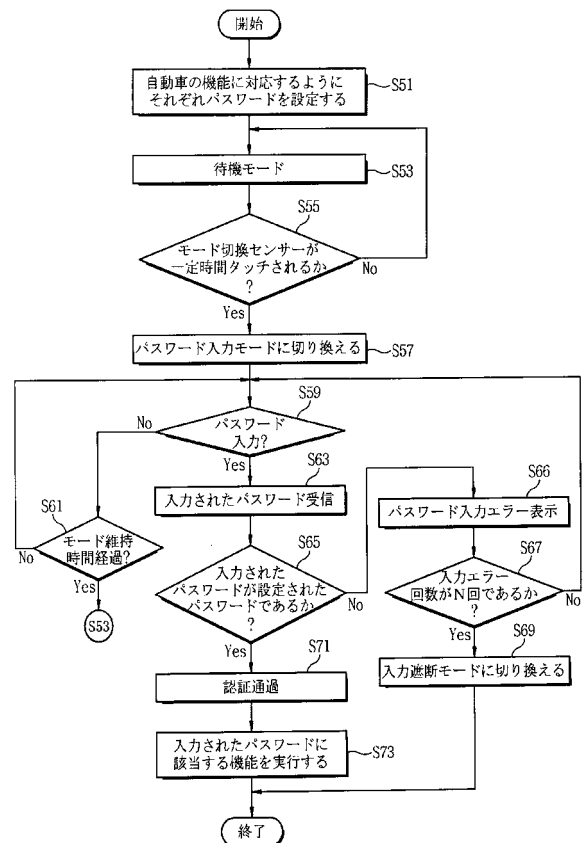 開始
自動車の機能に対応するように
それぞれパスワードを設定する
S51
待機モード
S53
S55
モード切換センサーが
一定時間タッチされるか
?
No
Yes
パスワード入力モードに切り換える
S57
S59
パスワード
入力?
No
Yes
S61
モード維持
時間経過?
No
Yes
S53
S63
入力されたパスワード受信
S65
入力された
パスワードが設定された
パスワードであるか
?
No
Yes
S66
パスワード入力エラー表示
S67
入力エラー
回数がN回であるか
?
No
Yes
S69
入力遮断モードに切り換える
S71
認証通過
入力されたパスワードに
該当する機能を実行する
S73
終了